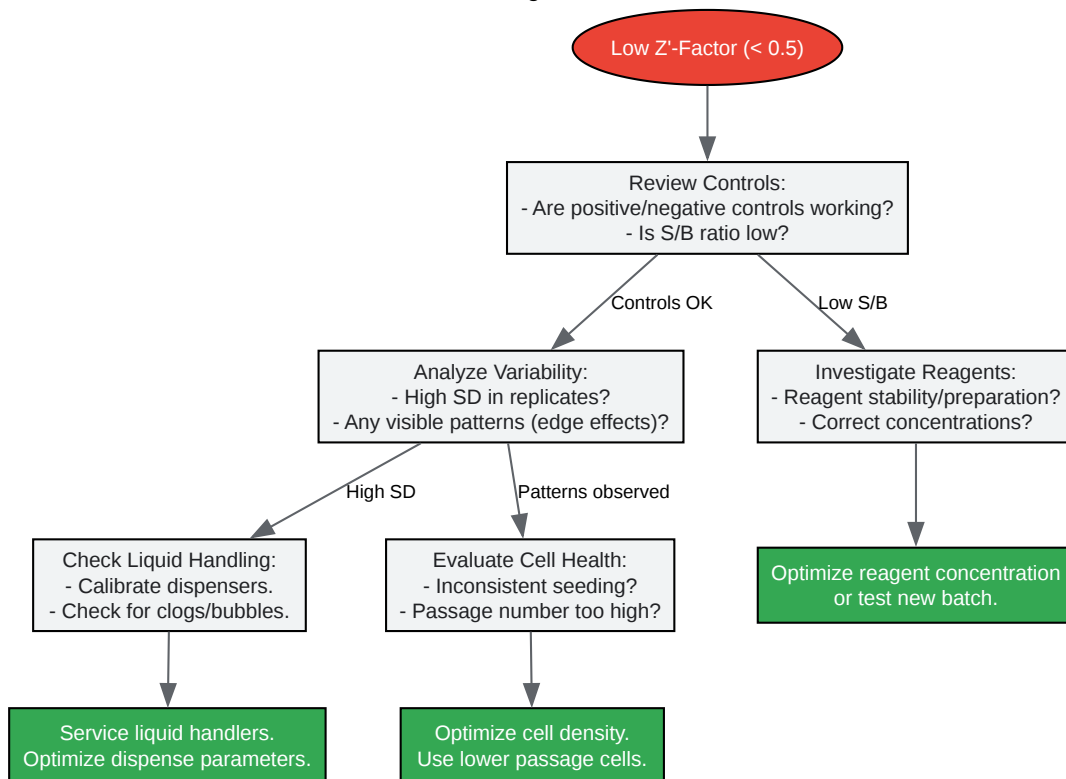 Low Z'-Factor (< 0.5)
Review Controls:
- Are positive/negative controls working?
- Is S/B ratio low?
Controls OK
Low S/B
Analyze Variability:
- High SD in replicates?
- Any visible patterns (edge effects)?
Investigate Reagents:
- Reagent stability/preparation?
- Correct concentrations?
High SD
Patterns observed
Check Liquid Handling:
- Calibrate dispensers.
- Check for clogs/bubbles.
Evaluate Cell Health:
- Inconsistent seeding?
- Passage number too high?
Optimize reagent concentration
or test new batch.
Service liquid handlers.
Optimize dispense parameters.
Optimize cell density.
Use lower passage cells.